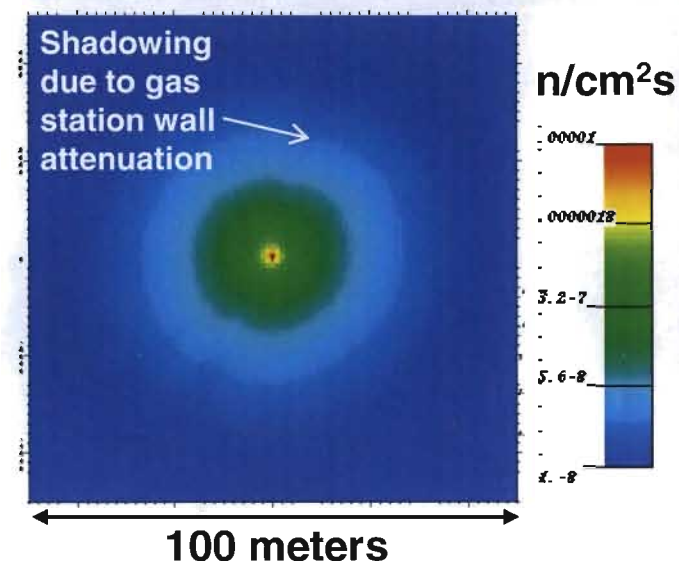 Shadowing
due to gas
station wall
attenuation
n/cm²s
.00001
.0000018
3.2-7
5.6-8
1.-8
100 meters